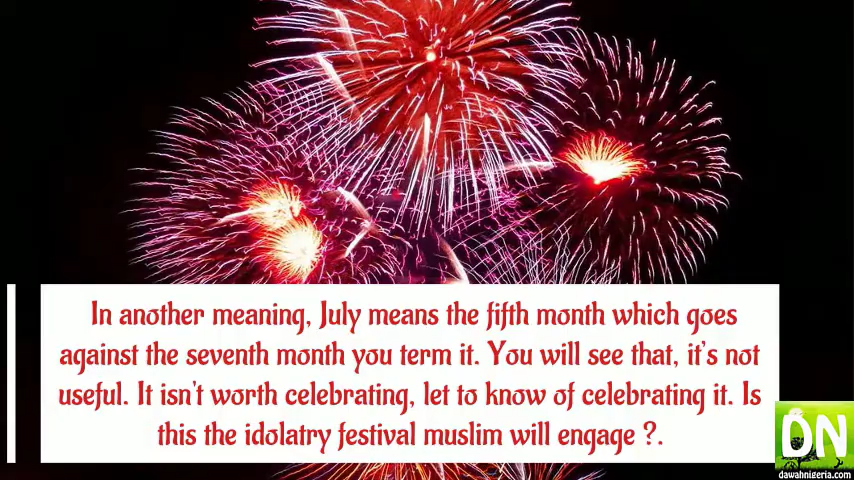 In another meaning, July means the fifth month which goes
against the seventh month you term it. You will see that, it's not
useful. It isn't worth celebrating, let to know of celebrating it. Is
this the idolatry festival muslim will engage ?.
DN
dawahnigeria.com